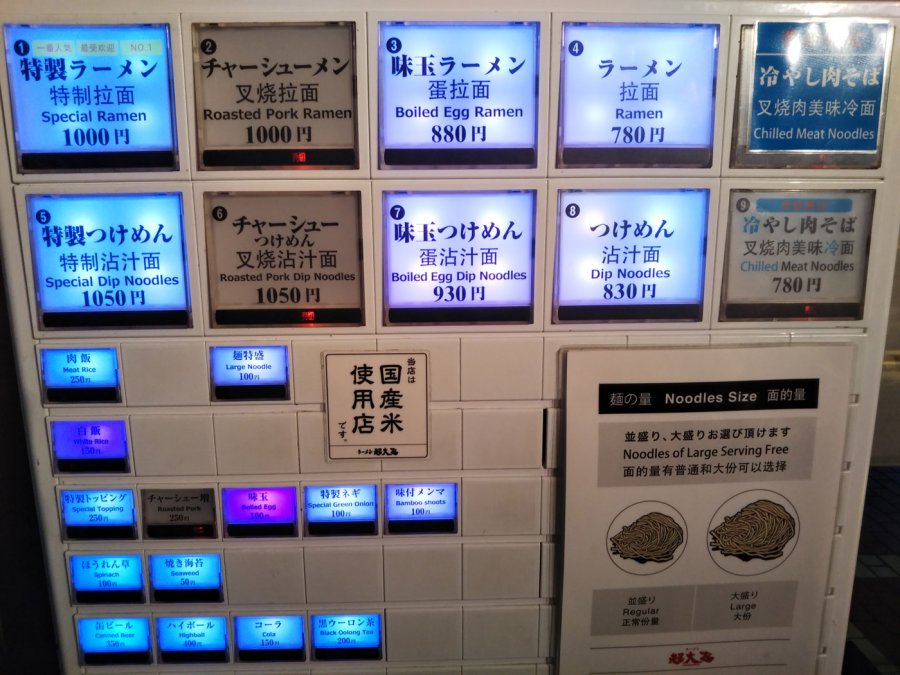 1
一番人気 最受欢迎 NO.1
特製ラーメン
特制拉面
Special Ramen
1000円
2
チャーシューメン
叉烧拉面
Roasted Pork Ramen
1000円
3
味玉ラーメン
蛋拉面
Boiled Egg Ramen
880円
4
ラーメン
拉面
Ramen
780円
冷やし肉そば
叉烧肉美味冷面
Chilled Meat Noodles
5
特製つけめん
特制沾汁面
Special Dip Noodles
1050円
6
チャーシュー
つけめん
叉烧沾汁面
Roasted Pork Dip Noodles
1050円
7
味玉つけめん
蛋沾汁面
Boiled Egg Dip Noodles
930円
8
つけめん
沾汁面
Dip Noodles
830円
9
冷やし肉そば
叉烧肉美味冷面
Chilled Meat Noodles
780円
肉飯
Meat Rice
250円
麺特盛
Large Noodle
100円
当店は
国産米
使用店
です。
白飯
White Rice
150円
特製トッピング
Special Topping
250円
チャーシュー増
Roasted Pork
250円
味玉
Boiled Egg
100円
特製ネギ
Special Green Onion
100円
味付メンマ
Bamboo shoots
100円
ほうれん草
Spinach
100円
焼き海苔
Seaweed
50円
缶ビール
Canned Beer
350円
ハイボール
Highball
400円
コーラ
Cola
150円
黒ウーロン茶
Black Oolong Tea
200円
麺の量 Noodles Size 面的量
並盛り、大盛りお選び頂けます
Noodles of Large Serving Free
面的量有普通和大份可以选择
並盛り
Regular
正常份量
大盛り
Large
大份